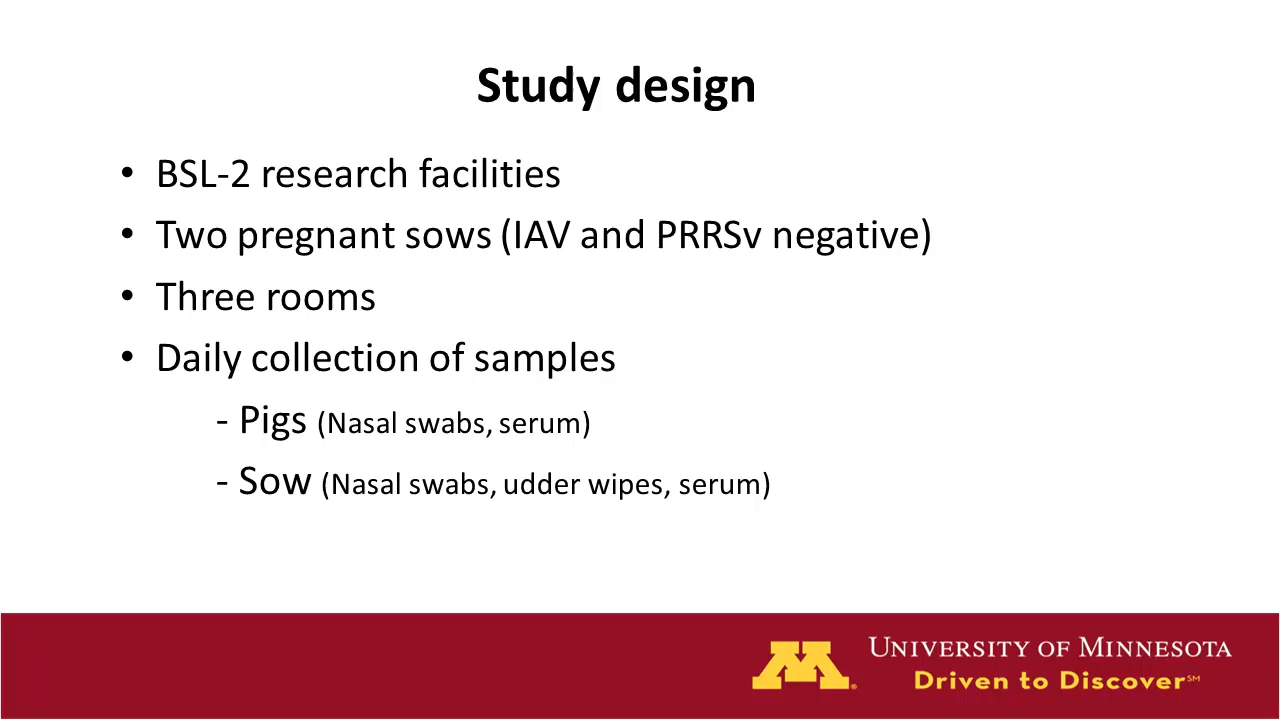 Study design
• BSL-2 research facilities
• Two pregnant sows (IAV and PRRSv negative)
• Three rooms
• Daily collection of samples
- Pigs (Nasal swabs, serum)
- Sow (Nasal swabs, udder wipes, serum)
M®
UNIVERSITY OF MINNESOTA
Driven to Discover℠